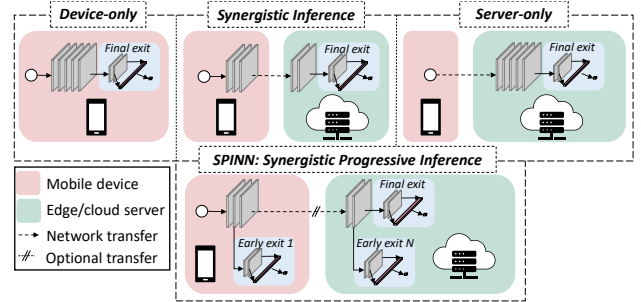 Device-only
Synergistic Inference
Server-only
Final exit
Final exit
Final exit
SPINN: Synergistic Progressive Inference
Mobile device
Edge/cloud server
Network transfer
Optional transfer
Final exit
Early exit 1
Early exit N